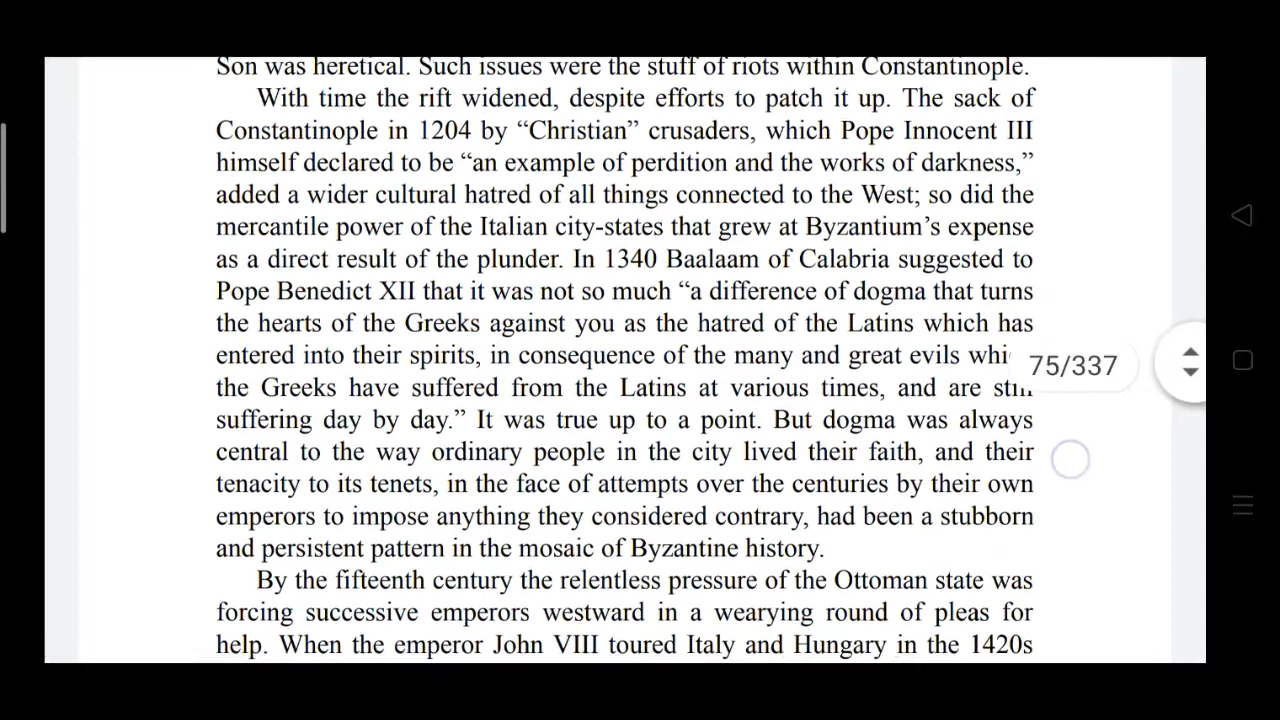 Son was heretical. Such issues were the stuff of riots within Constantinople.
With time the rift widened, despite efforts to patch it up. The sack of
Constantinople in 1204 by “Christian” crusaders, which Pope Innocent III
himself declared to be “an example of perdition and the works of darkness,”
added a wider cultural hatred of all things connected to the West; so did the
mercantile power of the Italian city-states that grew at Byzantium’s expense
as a direct result of the plunder. In 1340 Baalaam of Calabria suggested to
Pope Benedict XII that it was not so much “a difference of dogma that turns
the hearts of the Greeks against you as the hatred of the Latins which has
entered into their spirits, in consequence of the many and great evils whi
75/337
the Greeks have suffered from the Latins at various times, and are still
suffering day by day.” It was true up to a point. But dogma was always
central to the way ordinary people in the city lived their faith, and their
tenacity to its tenets, in the face of attempts over the centuries by their own
emperors to impose anything they considered contrary, had been a stubborn
and persistent pattern in the mosaic of Byzantine history.
By the fifteenth century the relentless pressure of the Ottoman state was
forcing successive emperors westward in a wearying round of pleas for
help. When the emperor John VIII toured Italy and Hungary in the 1420s